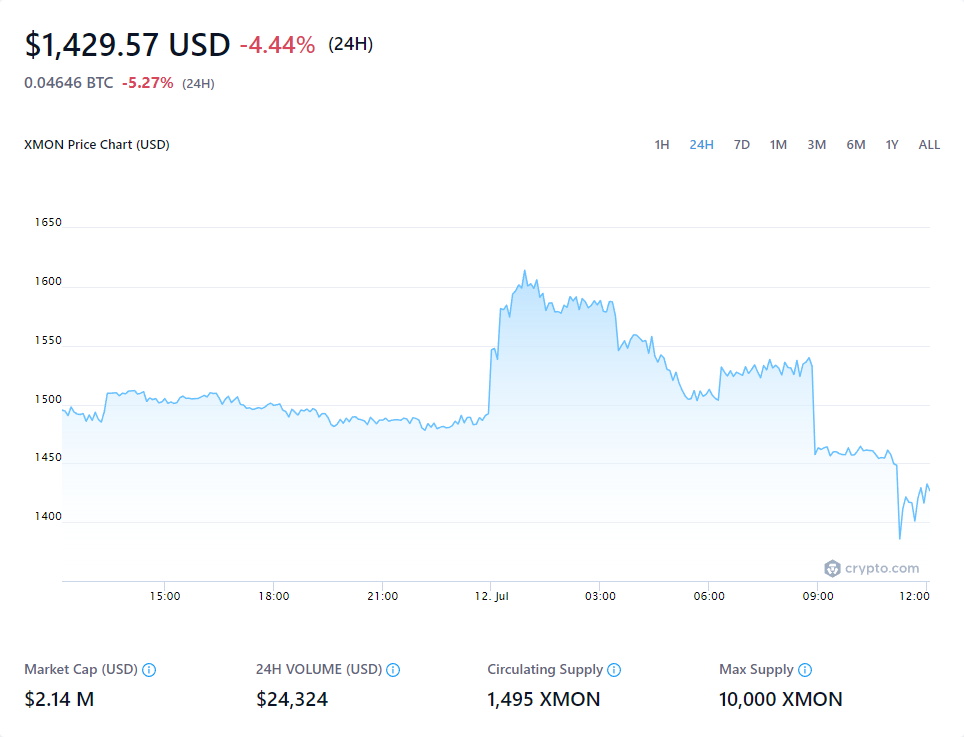 $1,429.57 USD -4.44% (24H)
0.04646 BTC -5.27% (24H)
XMON Price Chart (USD) 1H 24H 7D 1M 3M 6M 1Y ALL
1650
1600
1550
1500
1450
1400
crypto.com
15:00 18:00 21:00 12. Jul 03:00 06:00 09:00 12:00
Market Cap (USD) 24H VOLUME (USD) Circulating Supply Max Supply
$2.14 M $24,324 1,495 XMON 10,000 XMON